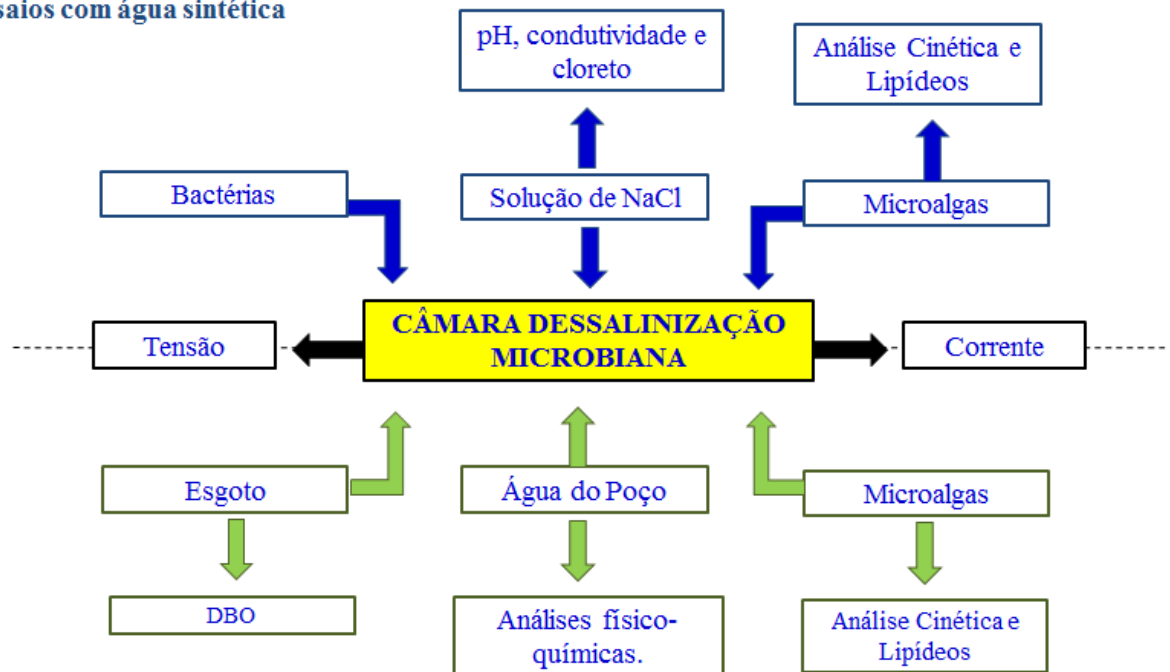 saios com água sintética
pH, condutividade e
cloreto
Análise Cinética e
Lipídeos
Bactérias
Solução de NaCl
Microalgas
CÂMARA DESSALINIZAÇÃO
MICROBIANA
Tensão
Corrente
Esgoto
Água do Poço
Microalgas
DBO
Análises físico-
químicas.
Análise Cinética e
Lipídeos